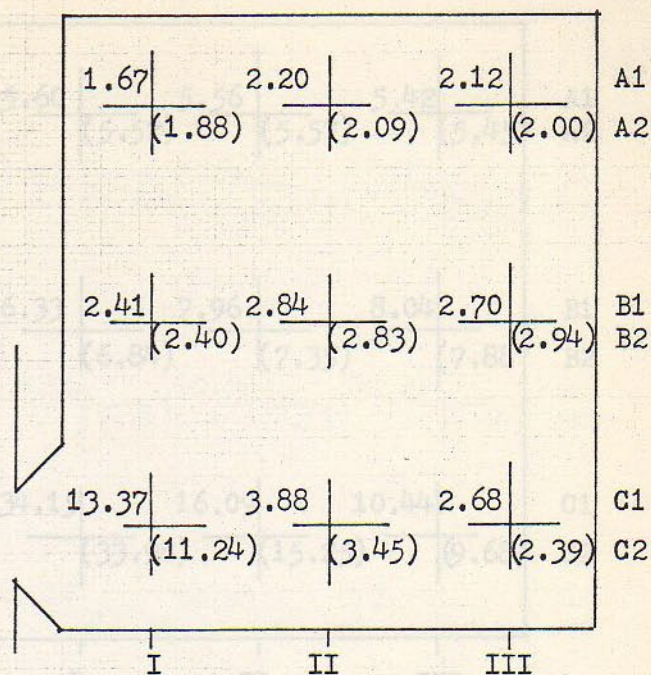 1.67 2.20 2.12 A1
(1.88) (2.09) (2.00) A2
2.41 2.84 2.70 B1
(2.40) (2.83) (2.94) B2
13.37 3.88 2.68 C1
(11.24) (3.45) (2.39) C2
I II III